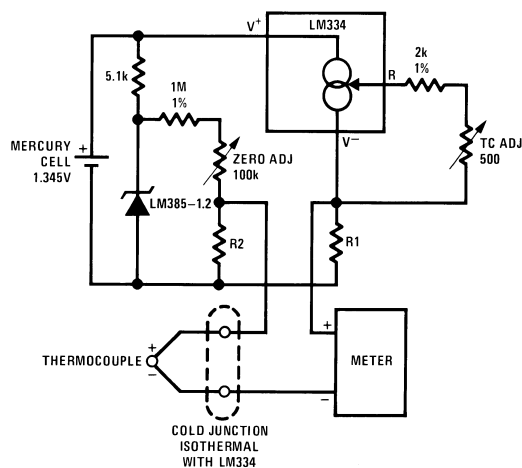 LM334
V+
5.1k
1M
1%
R
2k
1%
MERCURY
CELL
1.345V
+
ZERO ADJ
100k
V−
TC ADJ
500
LM385–1.2
R2
R1
+
THERMOCOUPLE
+
−
METER
−
COLD JUNCTION
ISOTHERMAL
WITH LM334